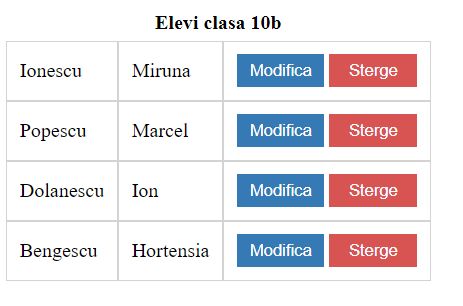 Elevi clasa 10b
Ionescu Miruna Modifica Sterge
Popescu Marcel Modifica Sterge
Dolanescu Ion Modifica Sterge
Bengescu Hortensia Modifica Sterge